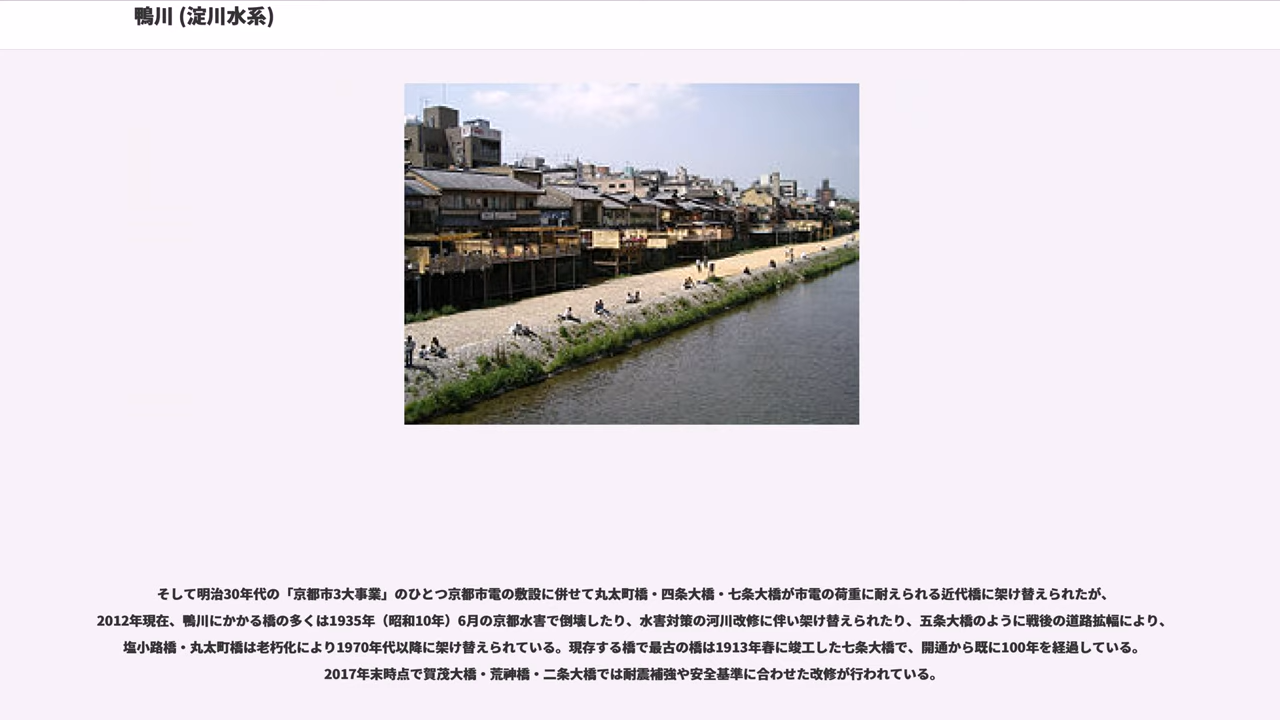 鴨川 (淀川水系)
そして明治30年代の「京都市3大事業」のひとつ京都市電の敷設に併せて丸太町橋・四条大橋・七条大橋が市電の荷重に耐えられる近代橋に架け替えられたが、
2012年現在、鴨川にかかる橋の多くは1935年（昭和10年）6月の京都水害で倒壊したり、水害対策の河川改修に伴い架け替えられたり、五条大橋のように戦後の道路拡幅により、
塩小路橋・丸太町橋は老朽化により1970年代以降に架け替えられている。現存する橋で最古の橋は1913年春に竣工した七条大橋で、開通から既に100年を経過している。
2017年末時点で賀茂大橋・荒神橋・二条大橋では耐震補強や安全基準に合わせた改修が行われている。